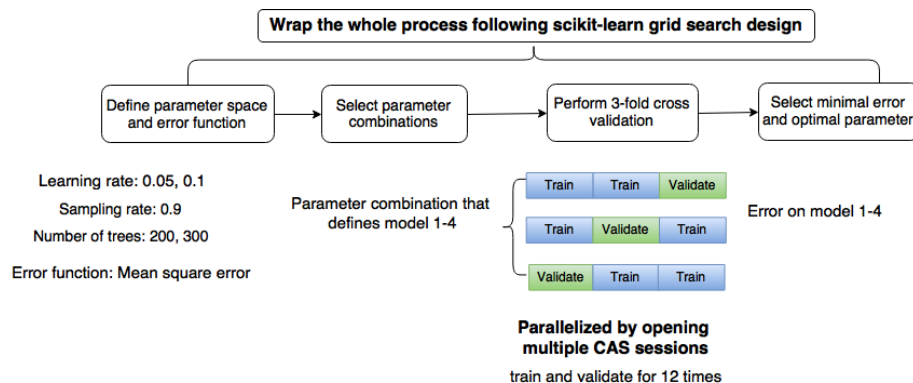 Wrap the whole process following scikit-learn grid search design
Define parameter space
and error function
Select parameter
combinations
Perform 3-fold cross
validation
Select minimal error
and optimal parameter
Learning rate: 0.05, 0.1
Sampling rate: 0.9
Number of trees: 200, 300
Error function: Mean square error
Parameter combination that
defines model 1-4
Train Train Validate
Train Validate Train
Validate Train Train
Error on model 1-4
Parallelized by opening
multiple CAS sessions
train and validate for 12 times